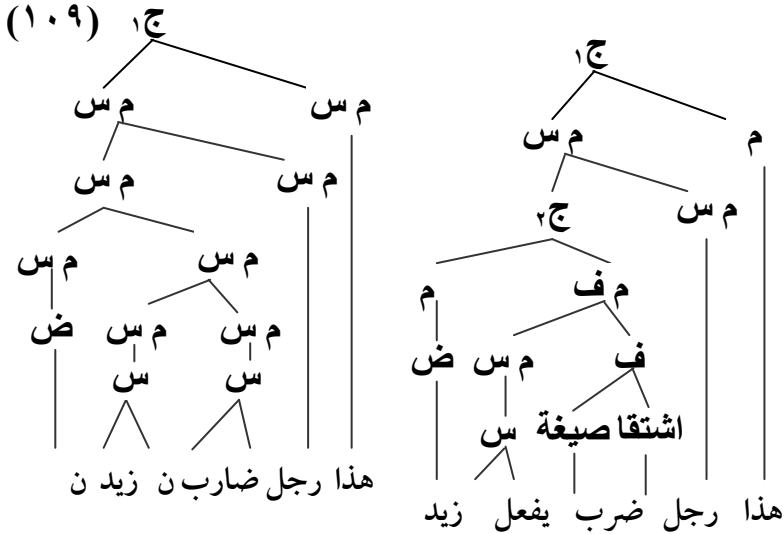 ج١
م م س
م س ج٢
م ف م
ف م س ض
اشتقا صيغة س
هذا رجل ضرب يفعل زيد
ج١ (١٠٩)
م س م س
م س م س
م س م س
م س م س ض
س س
هذا رجل ضارب ن زيد ن